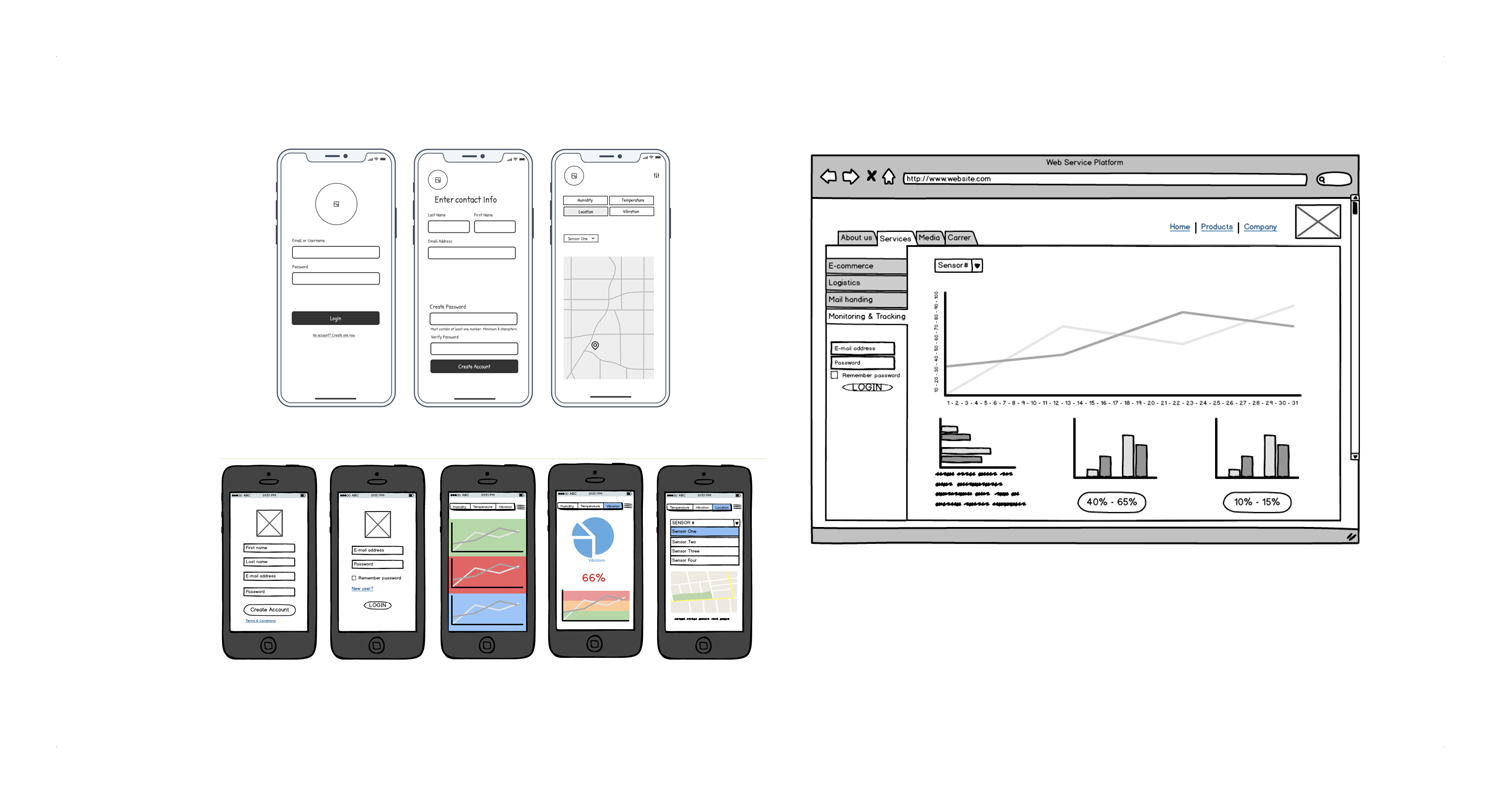 Email or Username
Password
Login
No account? Create one now
Enter contact Info
Last Name First Name
Email Address
Create Password
Must contain at least one number. Minimum 8 characters
Verify Password
Create Account
Humidity Temperature
Location Vibration
Sensor One
ABC 10:53 PM
First name
Last name
E-mail address
Password
Create Account
Terms & Conditions
ABC
E-mail address
Password
Remember password
New user?
LOGIN
ABC
Humidity Temperature Vibration
ABC
Humidity Temperature Vibration
Vibration
66%
ABC
Temperature Vibration Location
SENSOR #
Sensor One
Sensor Two
Sensor Three
Sensor Four
Web Service Platform
http://www.website.com
Home | Products | Company
About us Services Media Carrer
E-commerce
Logistics
Mail handing
Monitoring & Tracking
E-mail address
Password
Remember password
LOGIN
Sensor#
10 - 20 - 30 - 40 - 50 - 60 - 70 - 80 - 90 - 100
1 - 2 - 3 - 4 - 5 - 6 - 7 - 8 - 9 - 10 - 11 - 12 - 13 - 14 - 15 - 16 - 17 - 18 - 19 - 20 - 21 - 22 - 23 - 24 - 25 - 26 - 27 - 28 - 29 - 30 - 31
40% - 65%
10% - 15%